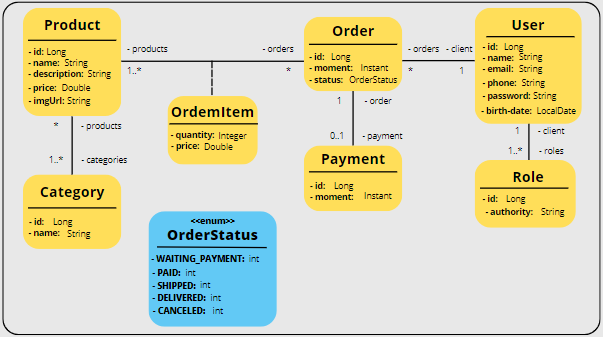 Product
- id: Long
- name: String
- description: String
- price: Double
- imgUrl: String
- products
1..*
- orders
*
Order
- id: Long
- moment: Instant
- status: OrderStatus
- orders
*
- client
1
User
- id: Long
- name: String
- email: String
- phone: String
- password: String
- birth-date: LocalDate
OrdemItem
- quantity: Integer
- price: Double
*
- products
1..*
- categories
1
- order
0..1
- payment
1
- client
1..*
- roles
Category
- id: Long
- name: String
Payment
- id: Long
- moment: Instant
Role
- id: Long
- authority: String
<<enum>>
OrderStatus
- WAITING_PAYMENT: int
- PAID: int
- SHIPPED: int
- DELIVERED: int
- CANCELED: int